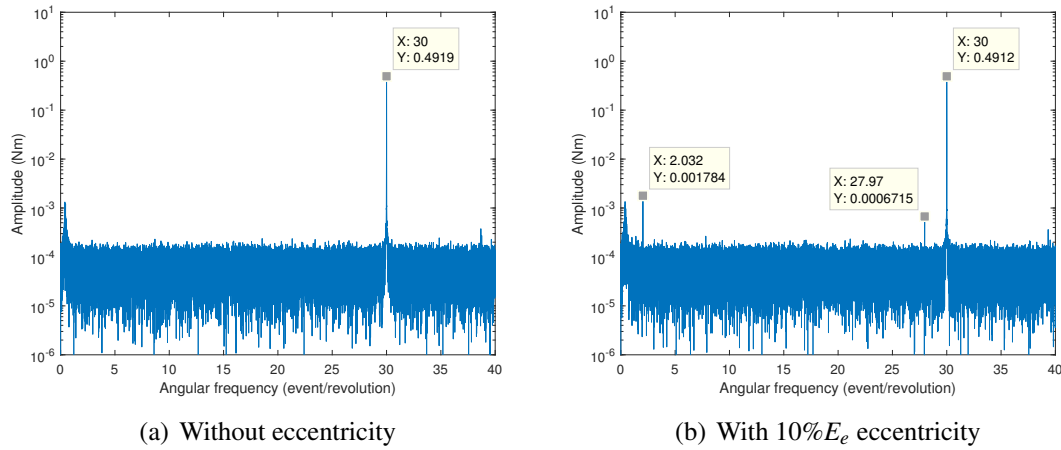 10^1
10^0
10^-1
10^-2
10^-3
10^-4
10^-5
10^-6
Amplitude (Nm)
X: 30
Y: 0.4919
0 5 10 15 20 25 30 35 40
Angular frequency (event/revolution)
(a) Without eccentricity
10^1
10^0
10^-1
10^-2
10^-3
10^-4
10^-5
10^-6
Amplitude (Nm)
X: 30
Y: 0.4912
X: 2.032
Y: 0.001784
X: 27.97
Y: 0.0006715
0 5 10 15 20 25 30 35 40
Angular frequency (event/revolution)
(b) With 10%E_e eccentricity